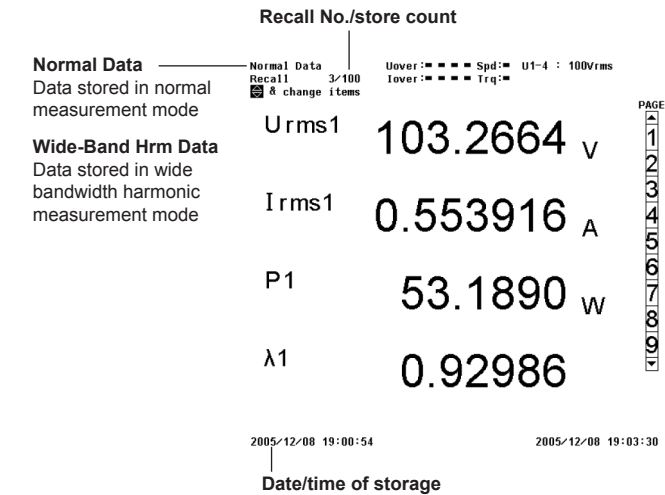 Recall No./store count
Normal Data
Data stored in normal
measurement mode
Wide-Band Hrm Data
Data stored in wide
bandwidth harmonic
measurement mode
Normal Data Uover: Spd: U1-4 : 100Vrms
Recall 3/100 Iover: Trq:
& change items
PAGE
Urms1 103.2664 V
Irms1 0.553916 A
P1 53.1890 W
λ1 0.92986
1
2
3
4
5
6
7
8
9
2005/12/08 19:00:54 2005/12/08 19:03:30
Date/time of storage